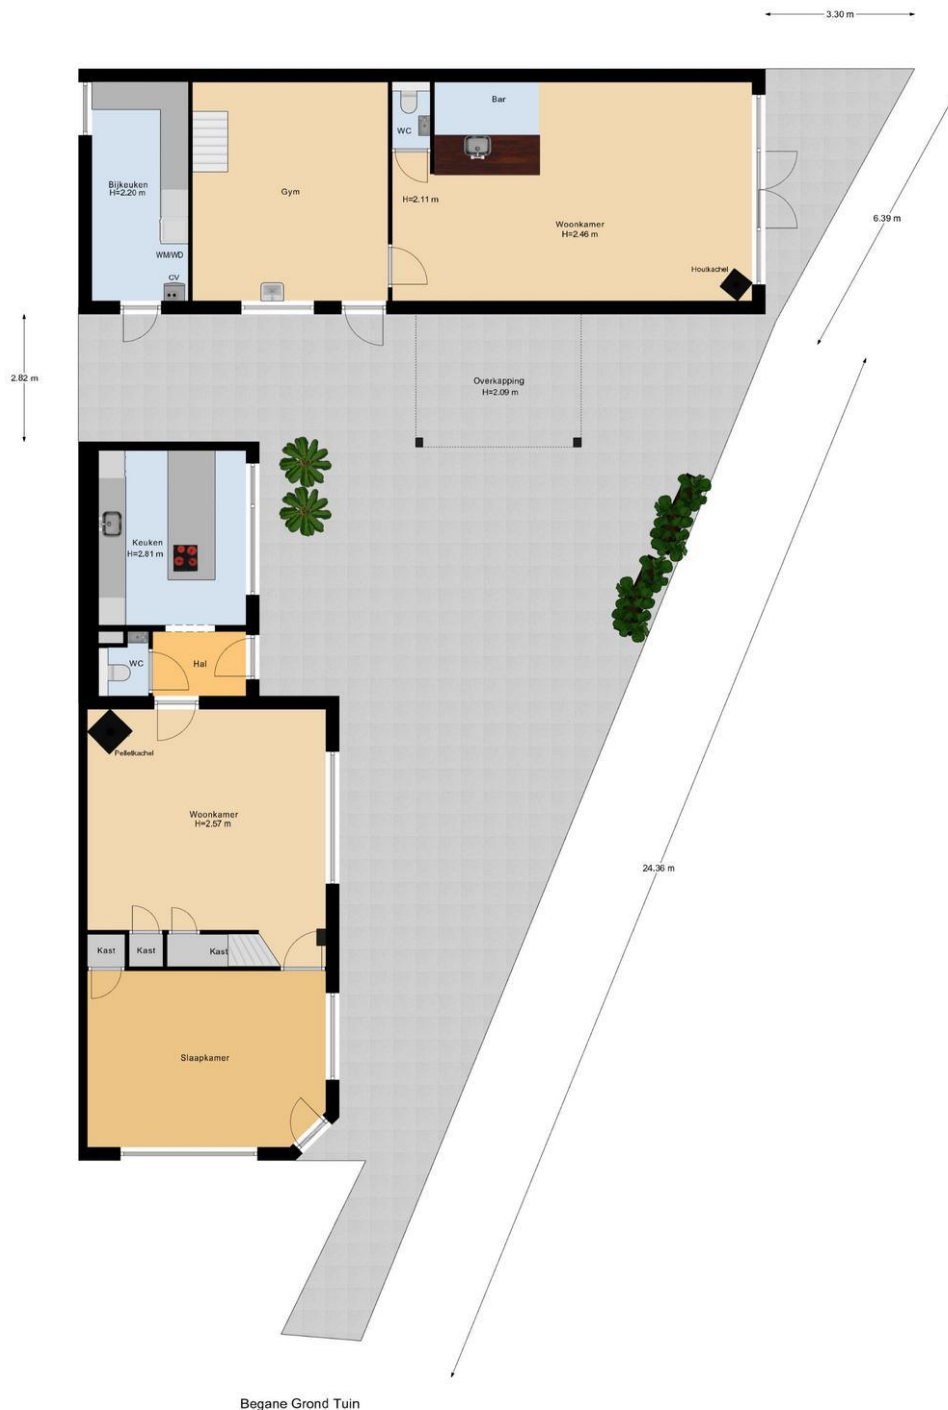 3.30 m
Bar
WC
Bijkeuken
H=2.20 m
Gym
H=2.11 m
6.39 m
Woonkamer
H=2.46 m
WM/WD
Houtkachel
CV
2.82 m
Overkapping
H=2.09 m
Keuken
H=2.81 m
WC
Hal
Pelletkachel
Woonkamer
H=2.57 m
24.36 m
Kast
Kast
Kast
Slaapkamer
Begane Grond Tuin